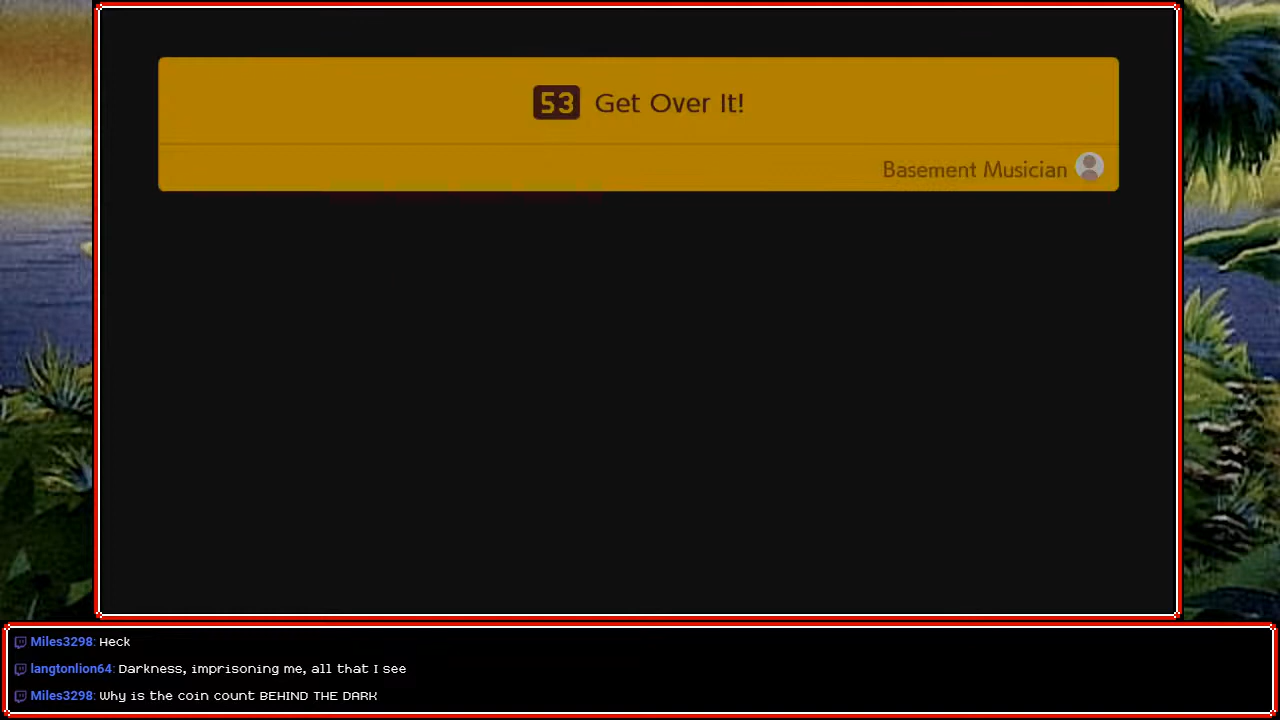 53 Get Over It!
Basement Musician
Miles3298: Heck
langtonlion64: Darkness, imprisoning me, all that I see
Miles3298: Why is the coin count BEHIND THE DARK